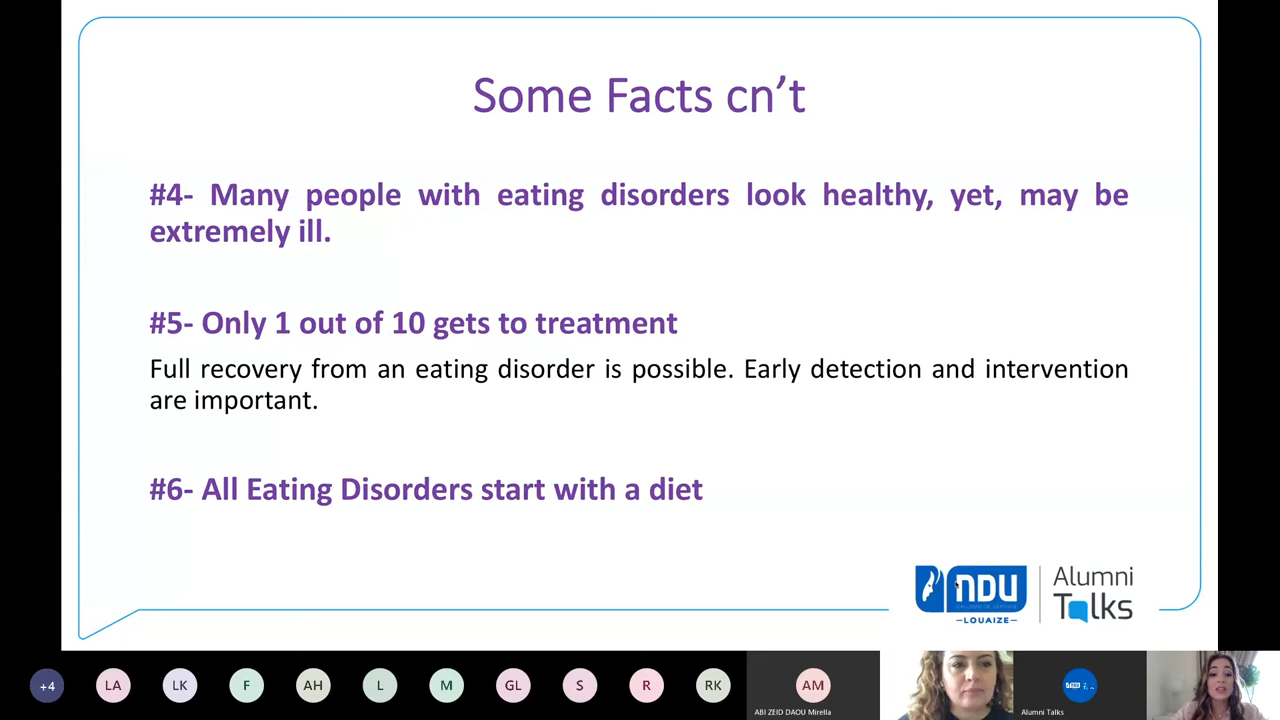 Some Facts cn’t
#4- Many people with eating disorders look healthy, yet, may be
extremely ill.
#5- Only 1 out of 10 gets to treatment
Full recovery from an eating disorder is possible. Early detection and intervention
are important.
#6- All Eating Disorders start with a diet
NDU
-LOUAIZE-
Alumni
Talks
+4
LA
LK
F
AH
L
M
GL
S
R
RK
AM
ABI ZEID DAOU Mirella
NDU
Alumni Talks